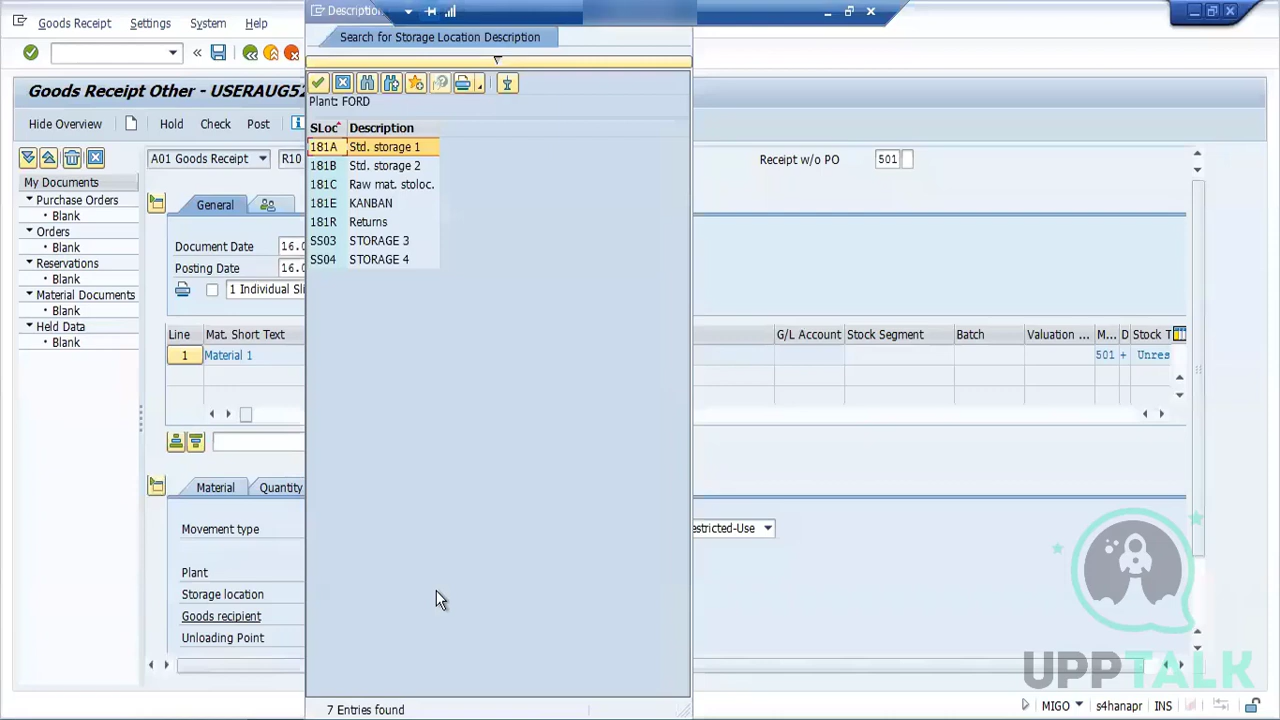 Goods Receipt Settings System Help
Description
Search for Storage Location Description
Goods Receipt Other - USERAUG52
Plant: FORD
Hide Overview Hold Check Post
SLoc Description
181A Std. storage 1
181B Std. storage 2
181C Raw mat. stoloc.
181E KANBAN
181R Returns
SS03 STORAGE 3
SS04 STORAGE 4
7 Entries found
A01 Goods Receipt R10
Receipt w/o PO 501
My Documents
Purchase Orders
Blank
Orders
Blank
Reservations
Blank
Material Documents
Blank
Held Data
Blank
General
Document Date 16.0
Posting Date 16.0
1 Individual Sli
Line Mat. Short Text G/L Account Stock Segment Batch Valuation ... M... D Stock T
1 Material 1 501 + Unres
Material Quantity
Movement type estricted-Use
Plant
Storage location
Goods recipient
Unloading Point
UPPTALK
MIGO s4hanapr INS